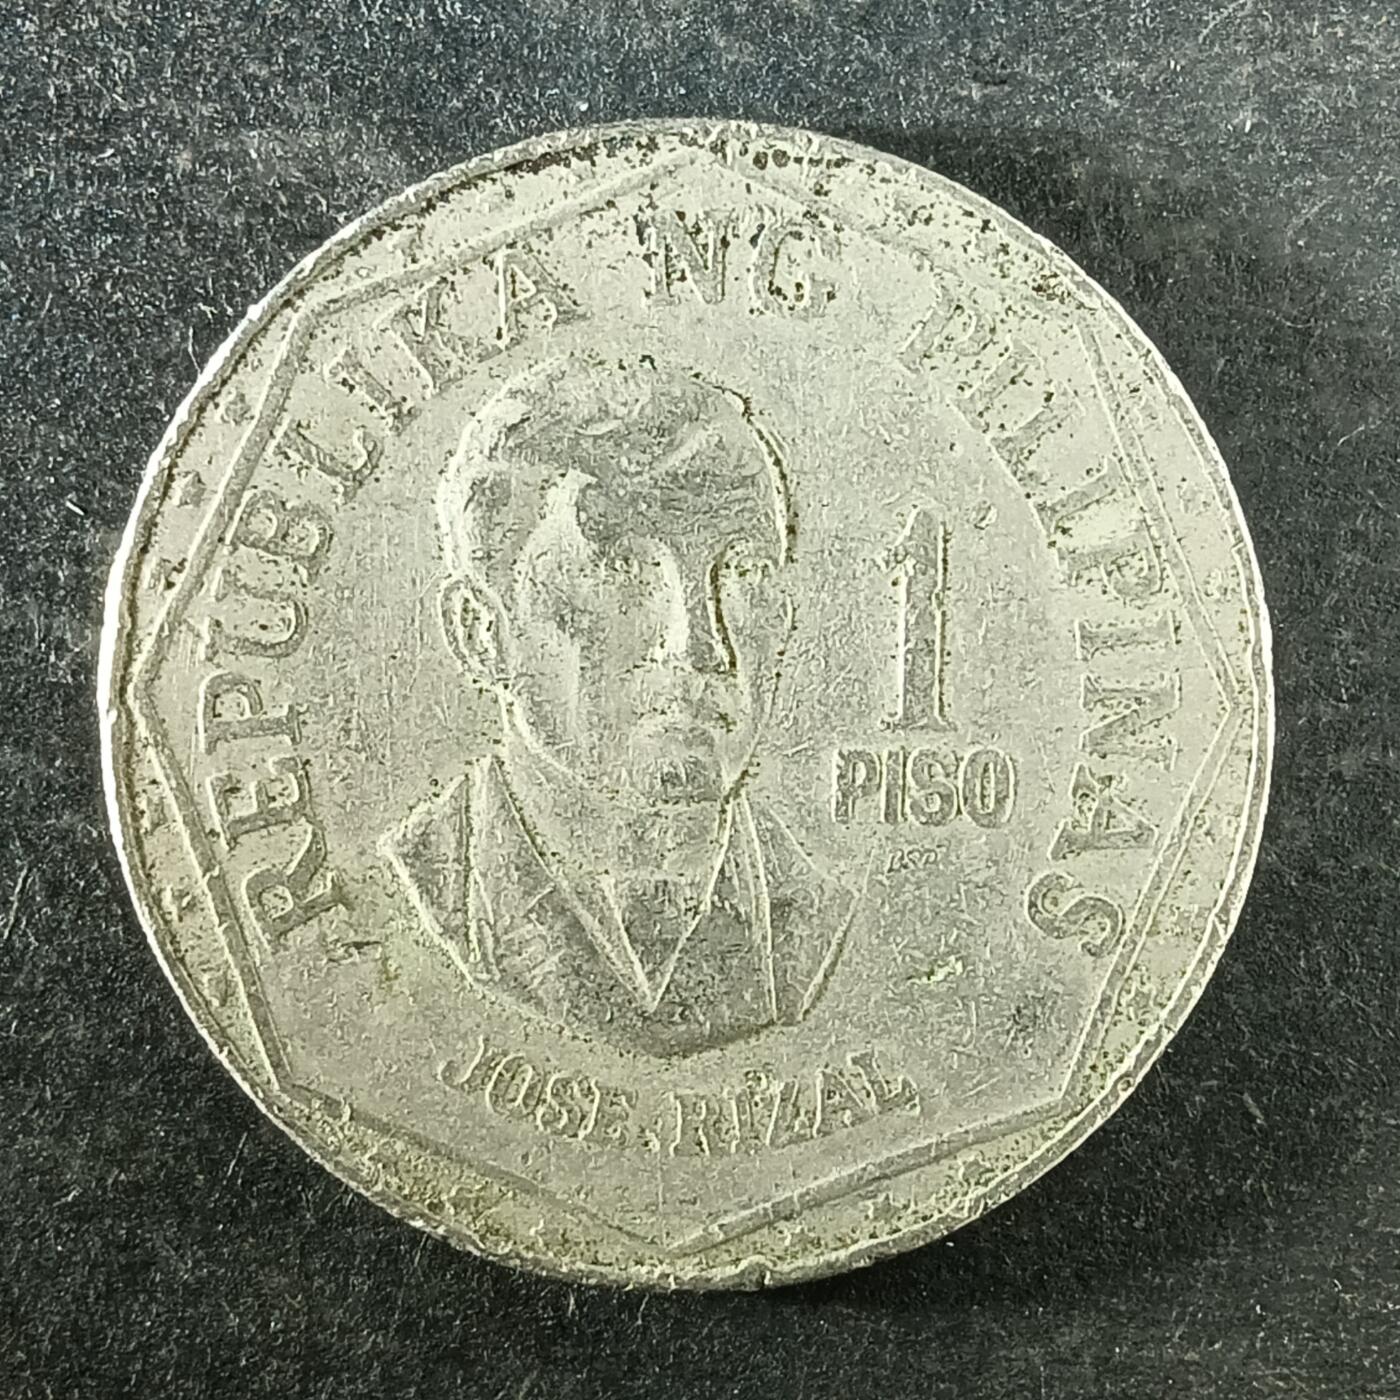 REPUBLIKA NG PILIPINAS
1
PISO
BSP
JOSE RIZAL